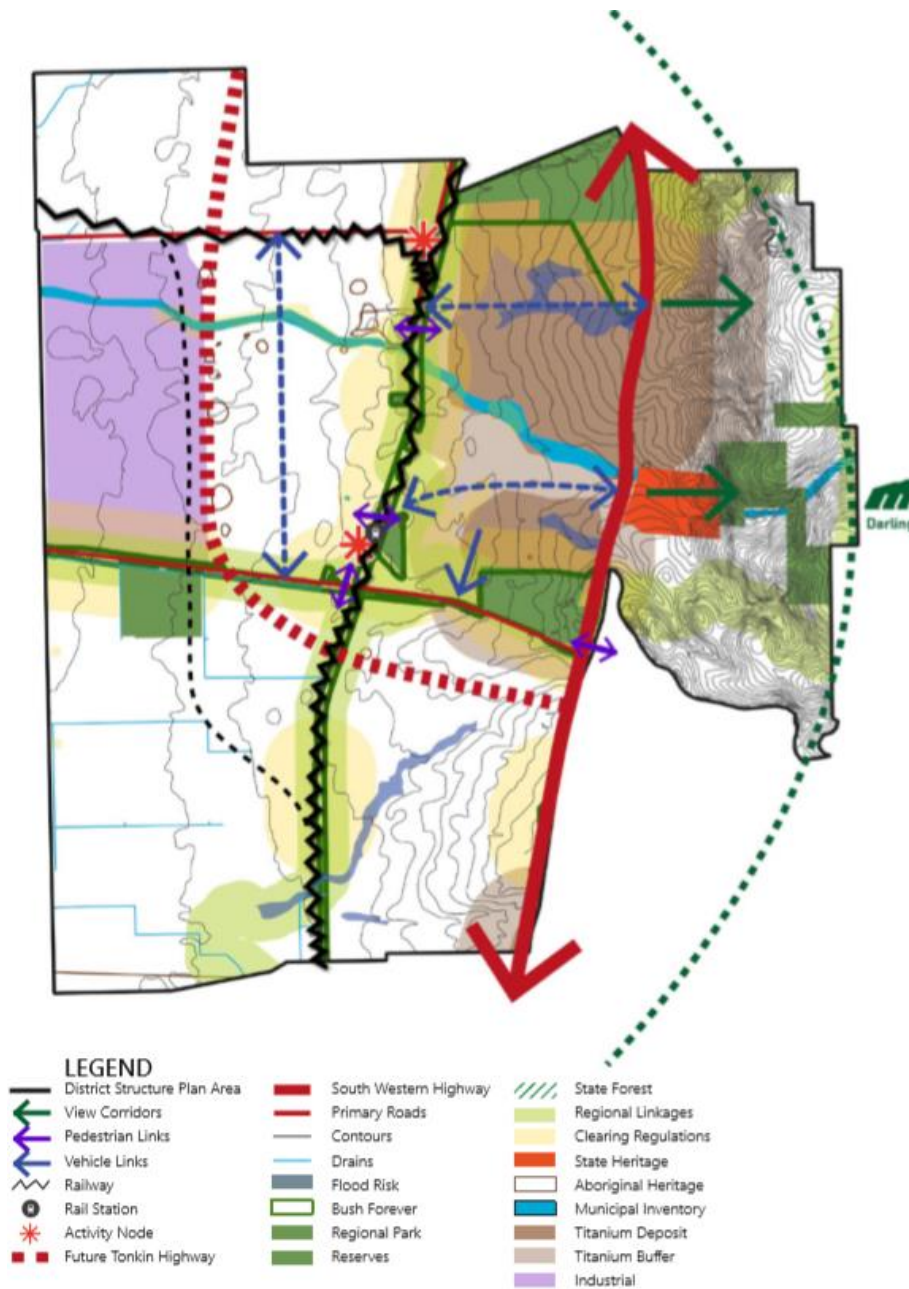 Darling
LEGEND
District Structure Plan Area
View Corridors
Pedestrian Links
Vehicle Links
Railway
Rail Station
Activity Node
Future Tonkin Highway
South Western Highway
Primary Roads
Contours
Drains
Flood Risk
Bush Forever
Regional Park
Reserves
State Forest
Regional Linkages
Clearing Regulations
State Heritage
Aboriginal Heritage
Municipal Inventory
Titanium Deposit
Titanium Buffer
Industrial